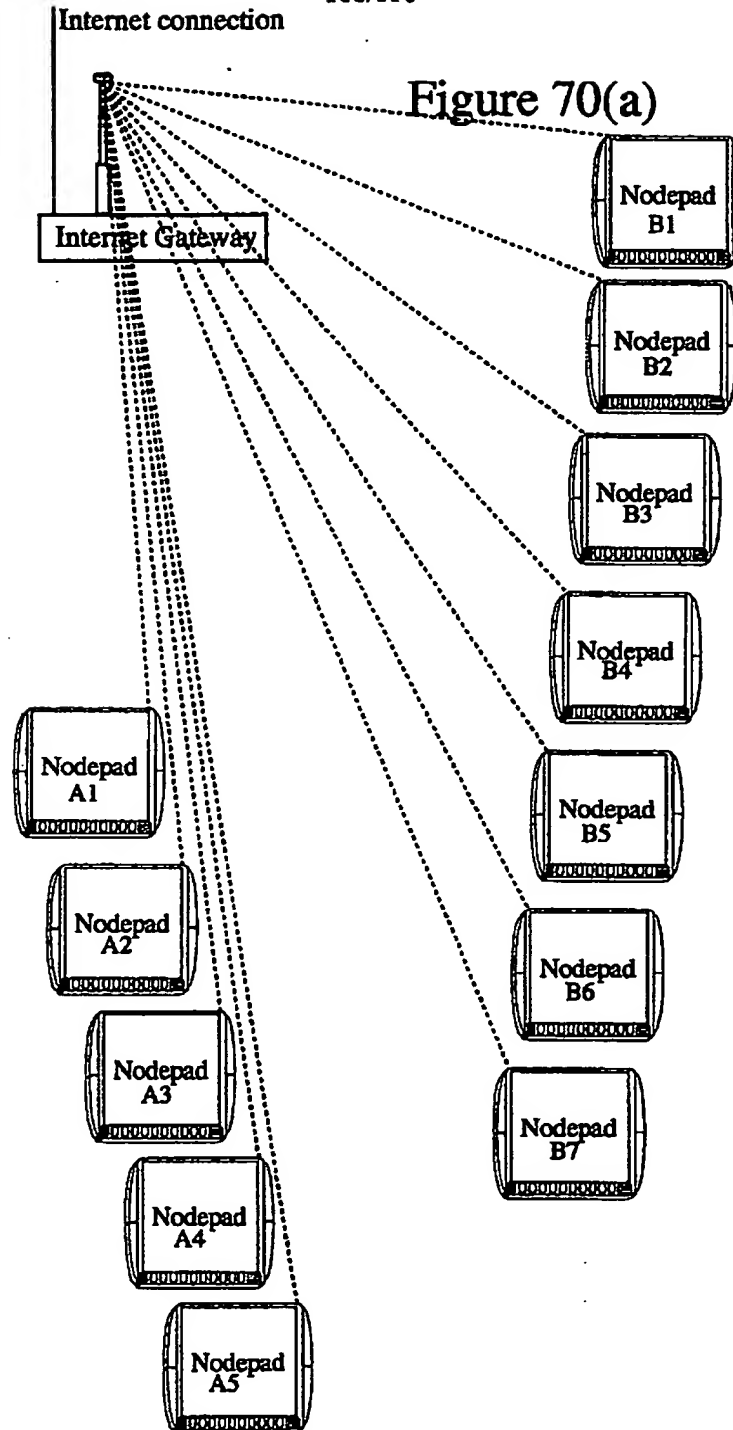 Internet connection
Figure 70(a)
Internet Gateway
Nodepad
B1
Nodepad
B2
Nodepad
B3
Nodepad
B4
Nodepad
B5
Nodepad
B6
Nodepad
B7
Nodepad
A1
Nodepad
A2
Nodepad
A3
Nodepad
A4
Nodepad
A5